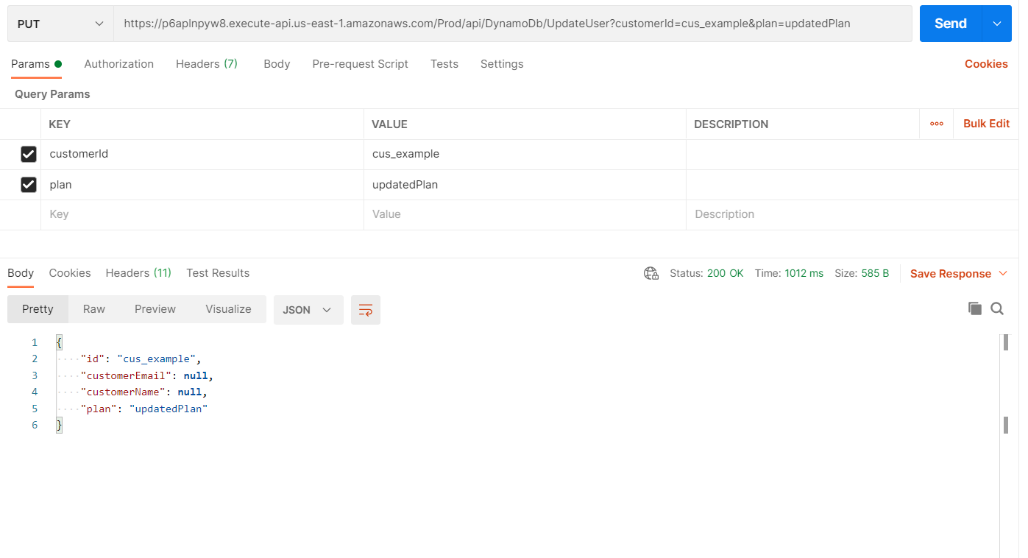 PUT https://p6aplnpyw8.execute-api.us-east-1.amazonaws.com/Prod/api/DynamoDb/UpdateUser?customerId=cus_example&plan=updatedPlan Send
Params Authorization Headers (7) Body Pre-request Script Tests Settings Cookies
Query Params
KEY VALUE DESCRIPTION Bulk Edit
customerId cus_example
plan updatedPlan
Key Value Description
Body Cookies Headers (11) Test Results Status: 200 OK Time: 1012 ms Size: 585 B Save Response
Pretty Raw Preview Visualize JSON
1 {
2 "id": "cus_example",
3 "customerEmail": null,
4 "customerName": null,
5 "plan": "updatedPlan"
6 }